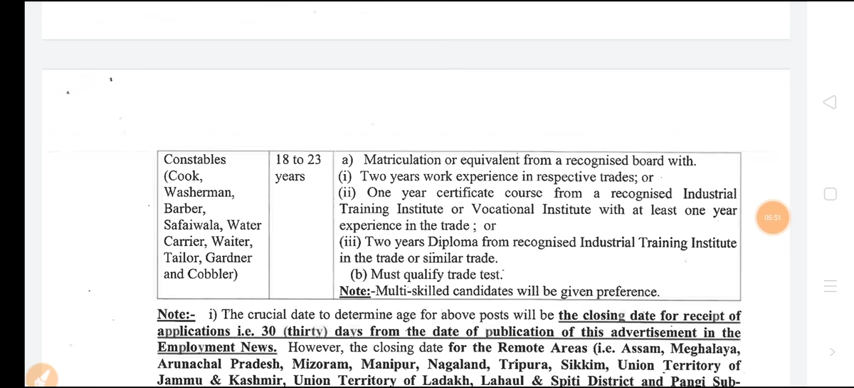 Constables
(Cook,
Washerman,
Barber,
Safaiwala, Water
Carrier, Waiter,
Tailor, Gardner
and Cobbler)
18 to 23
years
a) Matriculation or equivalent from a recognised board with.
(i) Two years work experience in respective trades; or
(ii) One year certificate course from a recognised Industrial
Training Institute or Vocational Institute with at least one year
experience in the trade ; or
(iii) Two years Diploma from recognised Industrial Training Institute
in the trade or similar trade.
(b) Must qualify trade test.
Note:-Multi-skilled candidates will be given preference.
Note:- i) The crucial date to determine age for above posts will be the closing date for receipt of
applications i.e. 30 (thirty) days from the date of publication of this advertisement in the
Employment News. However, the closing date for the Remote Areas (i.e. Assam, Meghalaya,
Arunachal Pradesh, Mizoram, Manipur, Nagaland, Tripura, Sikkim, Union Territory of
Jammu & Kashmir, Union Territory of Ladakh, Lahaul & Spiti District and Pangi Sub-